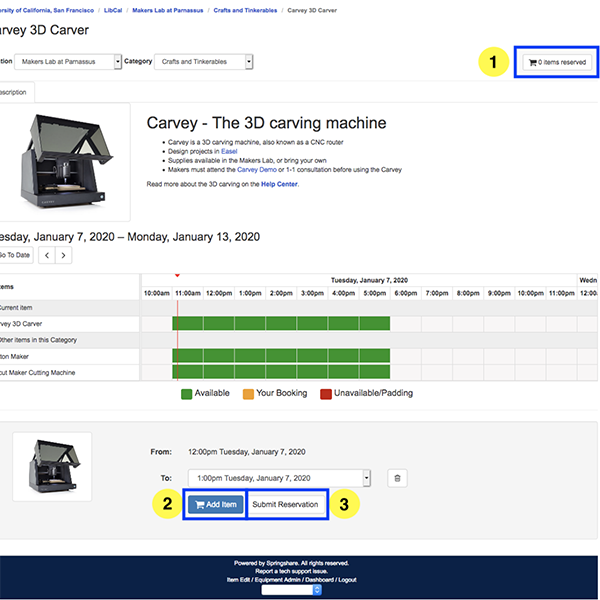 ersity of California, San Francisco / LibCal / Makers Lab at Parnassus / Crafts and Tinkerables / Carvey 3D Carver
arvey 3D Carver
1
tion Makers Lab at Parnassus Category Crafts and Tinkerables 0 items reserved
escription
Carvey - The 3D carving machine
• Carvey is a 3D carving machine, also known as a CNC router
• Design projects in Easel
• Supplies available in the Makers Lab, or bring your own
• Makers must attend the Carvey Demo or 1-1 consultation before using the Carvey
Read more about the 3D carving on the Help Center.
esday, January 7, 2020 – Monday, January 13, 2020
Go To Date
ems Tuesday, January 7, 2020 Wedn
10:00am 11:00am 12:00pm 1:00pm 2:00pm 3:00pm 4:00pm 5:00pm 6:00pm 7:00pm 8:00pm 9:00pm 10:00pm 11:00pm 12:00
urrent item
rvey 3D Carver
ther items in this Category
ton Maker
cut Maker Cutting Machine
Available Your Booking Unavailable/Padding
From: 12:00pm Tuesday, January 7, 2020
To: 1:00pm Tuesday, January 7, 2020
2 Add Item Submit Reservation 3
Powered by Springshare. All rights reserved.
Report a tech support issue.
Item Edit / Equipment Admin / Dashboard / Logout